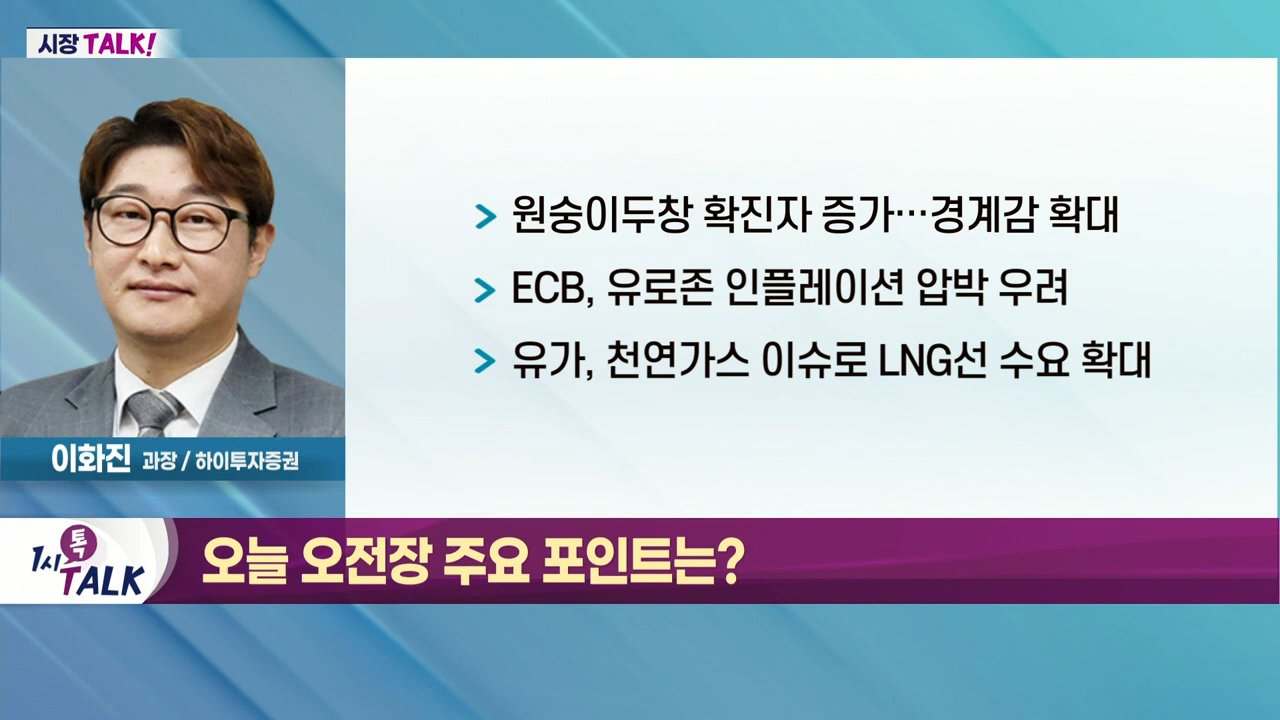 시장 TALK!
원숭이두창 확진자 증가…경계감 확대
ECB, 유로존 인플레이션 압박 우려
유가, 천연가스 이슈로 LNG선 수요 확대
이화진 과장 / 하이투자증권
1시 톡 TALK
오늘 오전장 주요 포인트는?